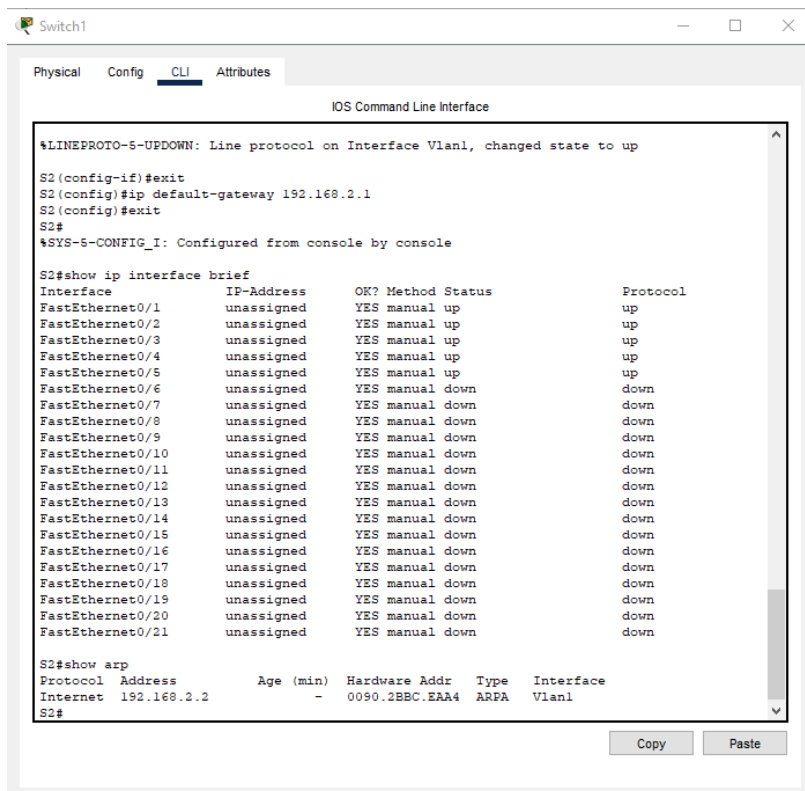 Switch1
Physical Config CLI Attributes
IOS Command Line Interface
%LINEPROTO-5-UPDOWN: Line protocol on Interface Vlan1, changed state to up
S2(config-if)#exit
S2(config)#ip default-gateway 192.168.2.1
S2(config)#exit
S2#
%SYS-5-CONFIG_I: Configured from console by console
S2#show ip interface brief
Interface IP-Address OK? Method Status Protocol
FastEthernet0/1 unassigned YES manual up up
FastEthernet0/2 unassigned YES manual up up
FastEthernet0/3 unassigned YES manual up up
FastEthernet0/4 unassigned YES manual up up
FastEthernet0/5 unassigned YES manual up up
FastEthernet0/6 unassigned YES manual down down
FastEthernet0/7 unassigned YES manual down down
FastEthernet0/8 unassigned YES manual down down
FastEthernet0/9 unassigned YES manual down down
FastEthernet0/10 unassigned YES manual down down
FastEthernet0/11 unassigned YES manual down down
FastEthernet0/12 unassigned YES manual down down
FastEthernet0/13 unassigned YES manual down down
FastEthernet0/14 unassigned YES manual down down
FastEthernet0/15 unassigned YES manual down down
FastEthernet0/16 unassigned YES manual down down
FastEthernet0/17 unassigned YES manual down down
FastEthernet0/18 unassigned YES manual down down
FastEthernet0/19 unassigned YES manual down down
FastEthernet0/20 unassigned YES manual down down
FastEthernet0/21 unassigned YES manual down down
S2#show arp
Protocol Address Age (min) Hardware Addr Type Interface
Internet 192.168.2.2 - 0090.2BBC.EAA4 ARPA Vlan1
S2#
Copy Paste